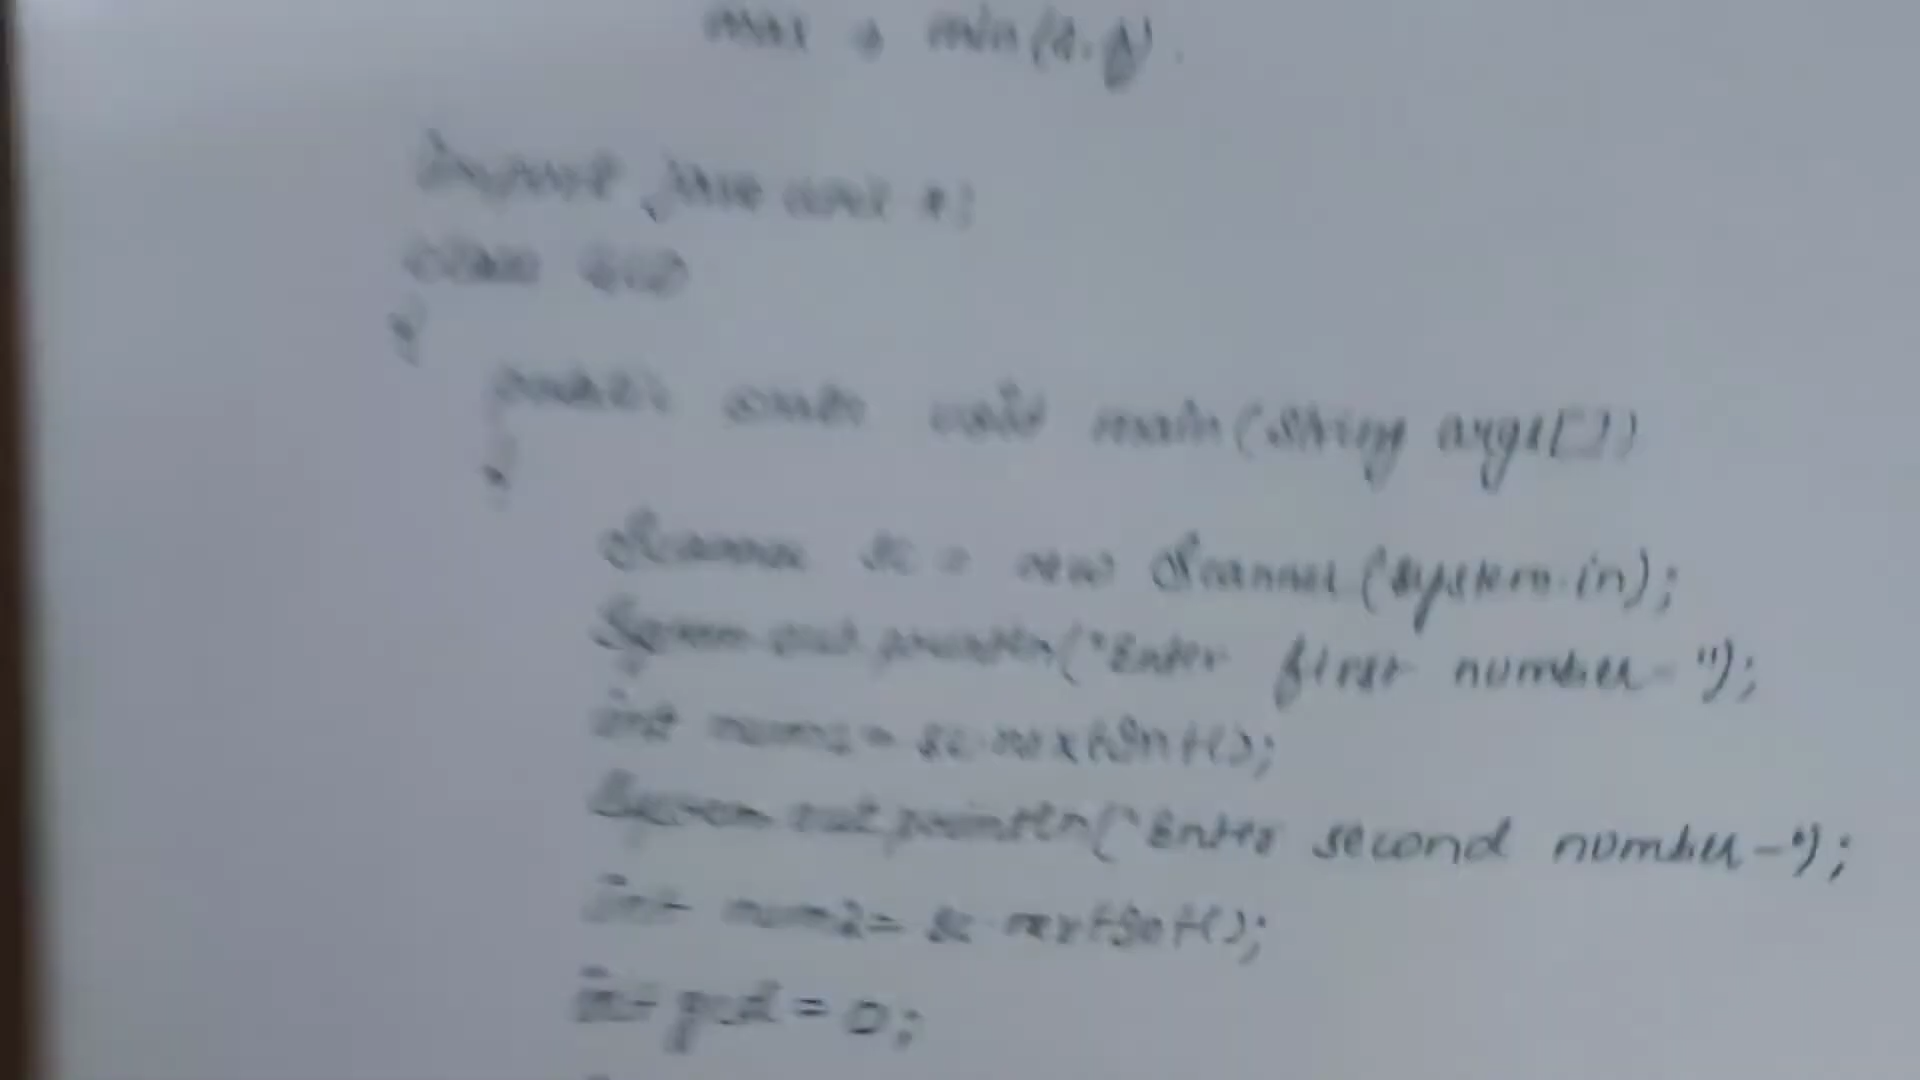 min(
import java.util.*;
class GCD
{
public static void main(String args[])
{
Scanner sc = new Scanner(System.in);
System.out.println("Enter first number-");
int num1= sc.nextInt();
System.out.println("Enter second number-");
int num2= sc.nextInt();
int gcd=0;